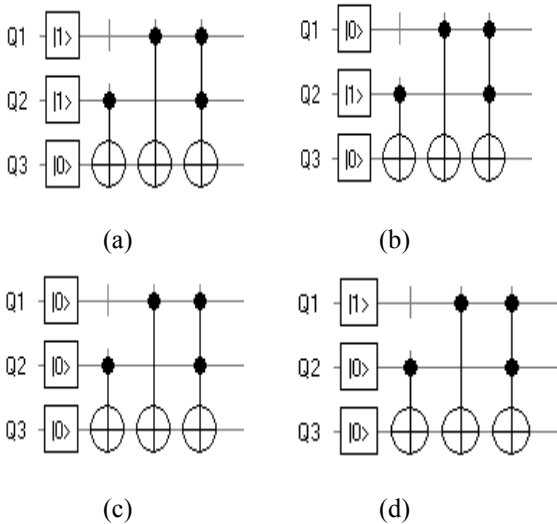 Q1 |1> Q1 |0>
Q2 |1> Q2 |1>
Q3 |0> Q3 |0>
(a) (b)
Q1 |0> Q1 |1>
Q2 |0> Q2 |0>
Q3 |0> Q3 |0>
(c) (d)